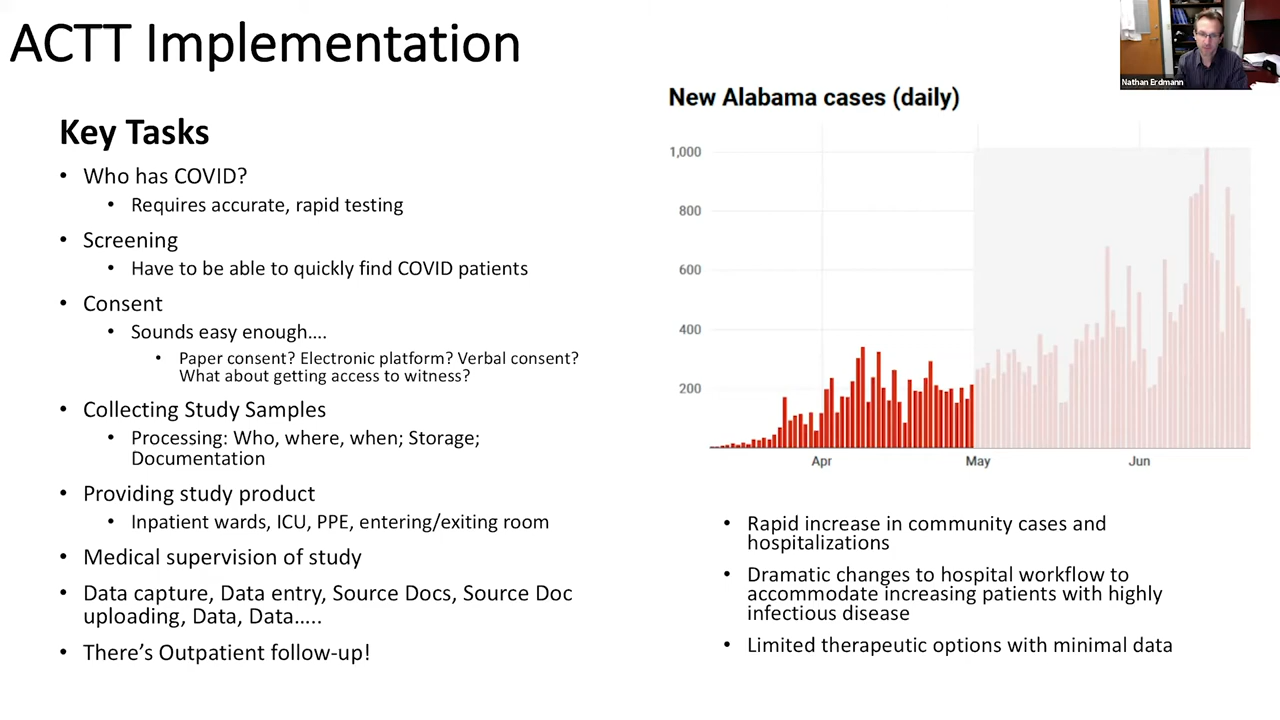 ACTT Implementation
Nathan Erdmann
Key Tasks
• Who has COVID?
• Requires accurate, rapid testing
• Screening
• Have to be able to quickly find COVID patients
• Consent
• Sounds easy enough....
• Paper consent? Electronic platform? Verbal consent?
What about getting access to witness?
• Collecting Study Samples
• Processing: Who, where, when; Storage;
Documentation
• Providing study product
• Inpatient wards, ICU, PPE, entering/exiting room
• Medical supervision of study
• Data capture, Data entry, Source Docs, Source Doc
uploading, Data, Data.....
• There's Outpatient follow-up!
New Alabama cases (daily)
1,000
800
600
400
200
Apr May Jun
• Rapid increase in community cases and
hospitalizations
• Dramatic changes to hospital workflow to
accommodate increasing patients with highly
infectious disease
• Limited therapeutic options with minimal data